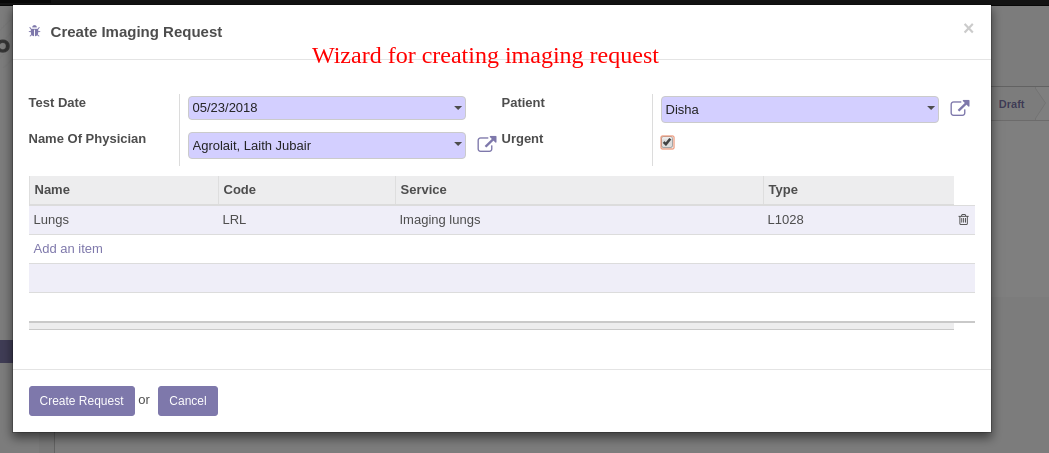 Create Imaging Request
×
Wizard for creating imaging request
Test Date 05/23/2018 Patient Disha
Draft
Name Of Physician Agrolait, Laith Jubair Urgent
Name Code Service Type
Lungs LRL Imaging lungs L1028
Add an item
Create Request or Cancel